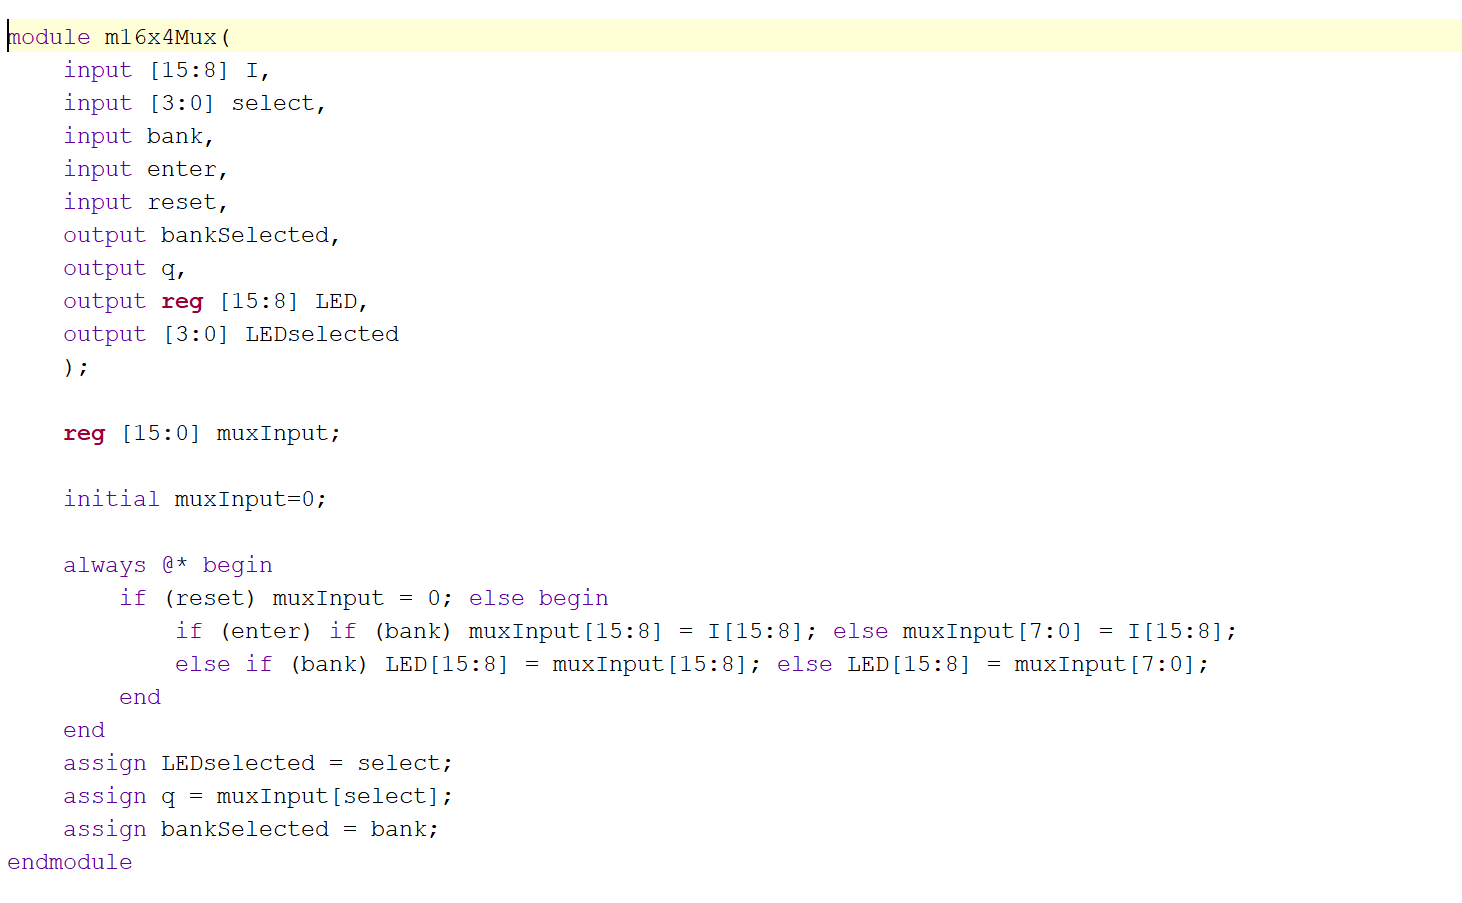 module m16x4Mux(
    input [15:8] I,
    input [3:0] select,
    input bank,
    input enter,
    input reset,
    output bankSelected,
    output q,
    output reg [15:8] LED,
    output [3:0] LEDselected
    );
    reg [15:0] muxInput;
    initial muxInput=0;
    always @* begin
        if (reset) muxInput = 0; else begin
            if (enter) if (bank) muxInput[15:8] = I[15:8]; else muxInput[7:0] = I[15:8];
            else if (bank) LED[15:8] = muxInput[15:8]; else LED[15:8] = muxInput[7:0];
        end
    end
    assign LEDselected = select;
    assign q = muxInput[select];
    assign bankSelected = bank;
endmodule